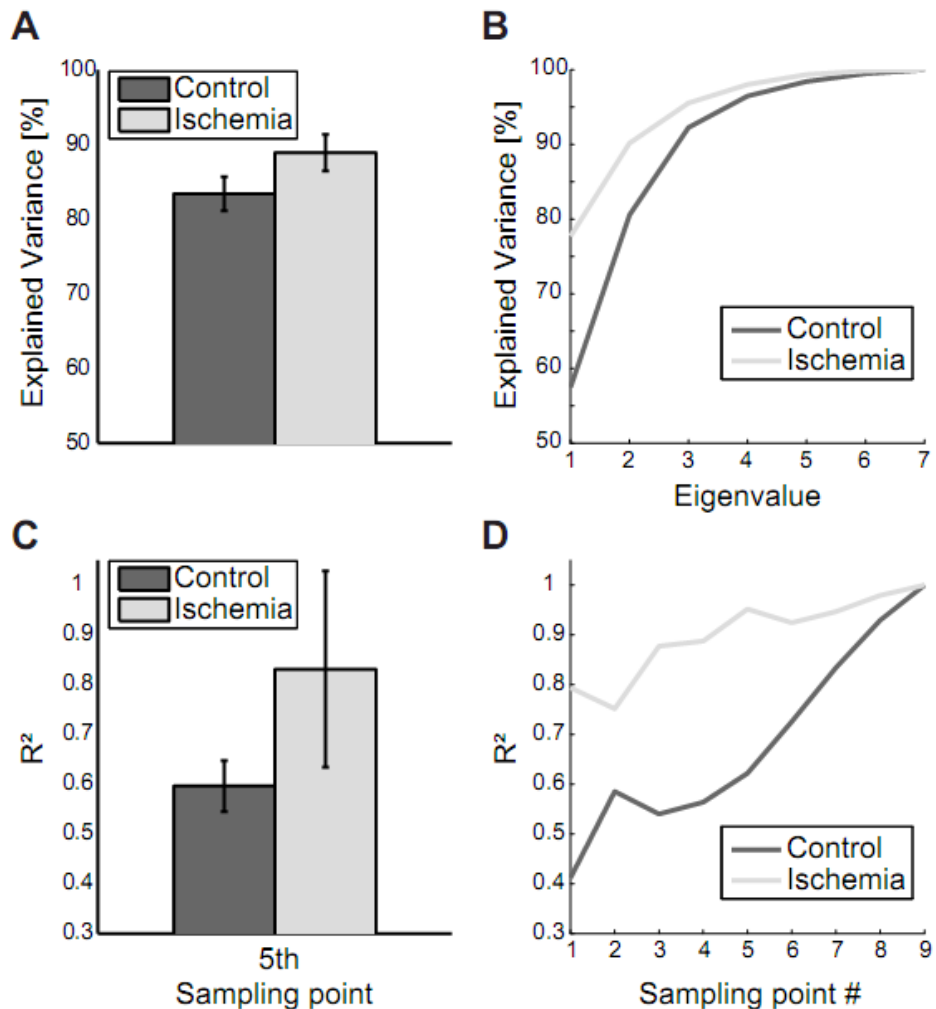 A
Explained Variance [%]
100
90
80
70
60
50
Control
Ischemia
B
Explained Variance [%]
100
90
80
70
60
50
Control
Ischemia
1 2 3 4 5 6 7
Eigenvalue
C
R²
1
0.9
0.8
0.7
0.6
0.5
0.4
0.3
Control
Ischemia
5th
Sampling point
D
R²
1
0.9
0.8
0.7
0.6
0.5
0.4
0.3
Control
Ischemia
1 2 3 4 5 6 7 8 9
Sampling point #